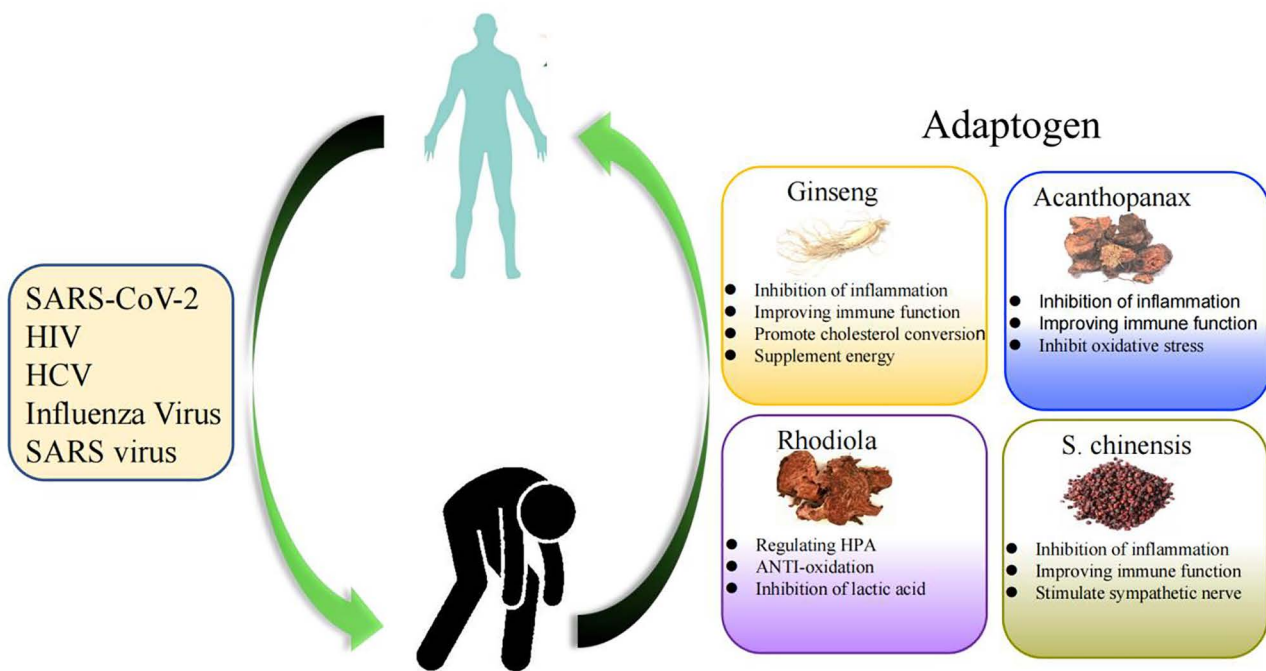 SARS-CoV-2
HIV
HCV
Influenza Virus
SARS virus
Adaptogen
Ginseng
● Inhibition of inflammation
● Improving immune function
● Promote cholesterol conversion
● Supplement energy
Acanthopanax
● Inhibition of inflammation
● Improving immune function
● Inhibit oxidative stress
Rhodiola
● Regulating HPA
● ANTI-oxidation
● Inhibition of lactic acid
S. chinensis
● Inhibition of inflammation
● Improving immune function
● Stimulate sympathetic nerve